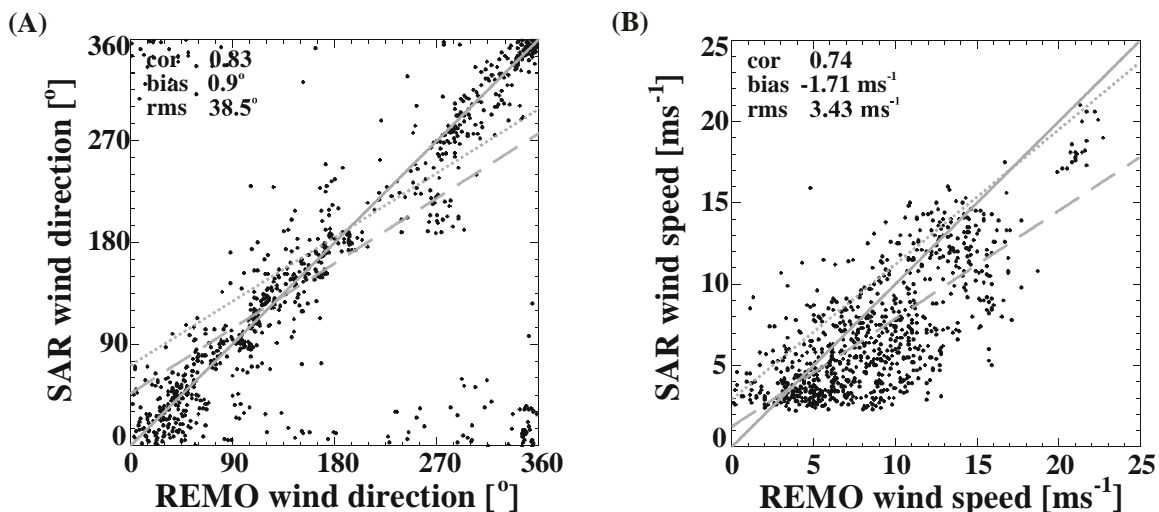 (A)
360
cor 0.83
bias 0.9°
rms 38.5°
270
180
90
0
SAR wind direction [°]
0 90 180 270 360
REMO wind direction [°]
(B)
25
cor 0.74
bias -1.71 ms⁻¹
rms 3.43 ms⁻¹
20
15
10
5
0
SAR wind speed [ms⁻¹]
0 5 10 15 20 25
REMO wind speed [ms⁻¹]